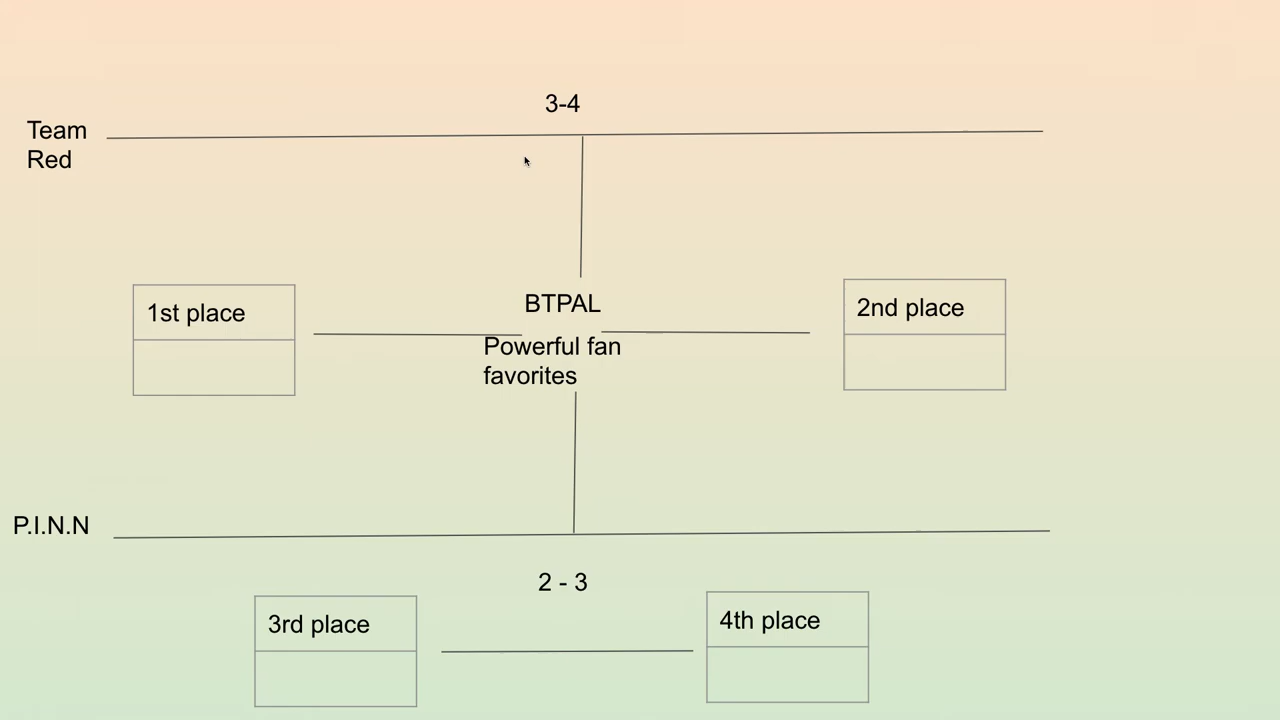 3-4
Team
Red
BTPAL
1st place
2nd place
Powerful fan
favorites
P.I.N.N
2 - 3
3rd place
4th place